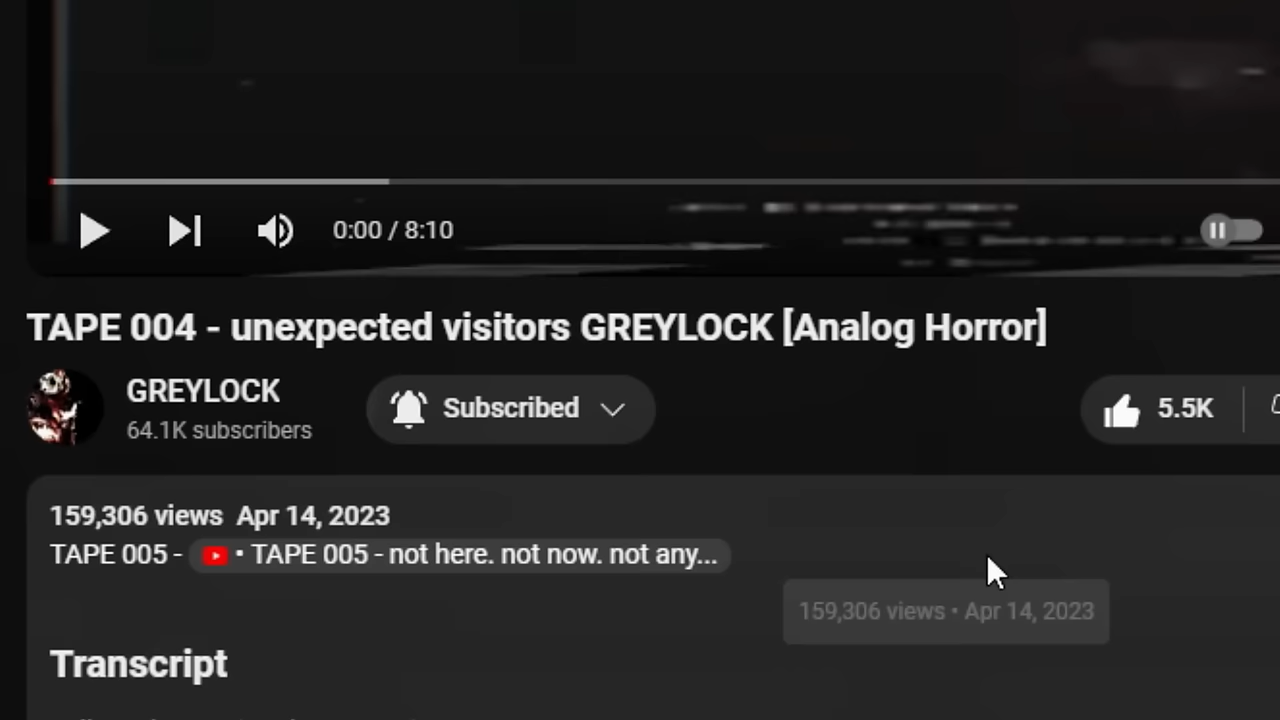 0:00 / 8:10
TAPE 004 - unexpected visitors GREYLOCK [Analog Horror]
GREYLOCK
64.1K subscribers
Subscribed
5.5K
159,306 views Apr 14, 2023
TAPE 005 - • TAPE 005 - not here. not now. not any...
159,306 views • Apr 14, 2023
Transcript